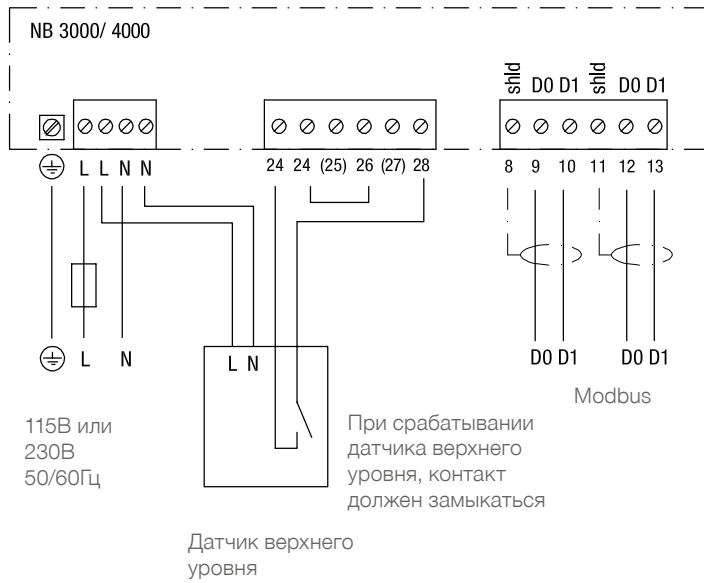 NB 3000/ 4000
shld D0 D1 shld D0 D1
L L N N
24 24 (25) 26 (27) 28
8 9 10 11 12 13
L N
L N
D0 D1 D0 D1
Modbus
115В или
230В
50/60Гц
При срабатывании
датчика верхнего
уровня, контакт
должен замыкаться
Датчик верхнего
уровня